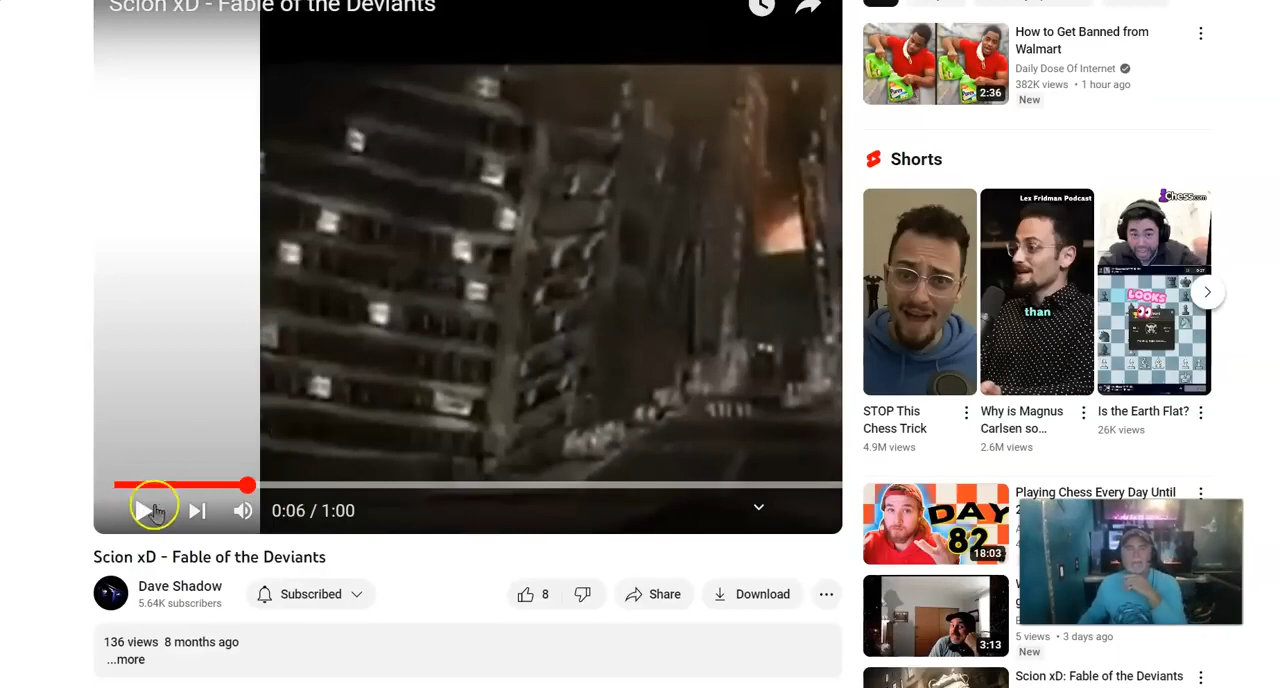 Scion xD - Fable of the Deviants
0:06 / 1:00
Scion xD - Fable of the Deviants
Dave Shadow
5.64K subscribers
Subscribed
8
Share
Download
136 views 8 months ago
...more
How to Get Banned from
Walmart
Daily Dose Of Internet
382K views • 1 hour ago
New
2:36
Shorts
Lex Fridman Podcast
than
Chess.com
LOOKS
STOP This
Chess Trick
4.9M views
Why is Magnus
Carlsen so...
2.6M views
Is the Earth Flat?
26K views
Playing Chess Every Day Until
DAY
82
18:03
3:13
5 views • 3 days ago
New
Scion xD: Fable of the Deviants